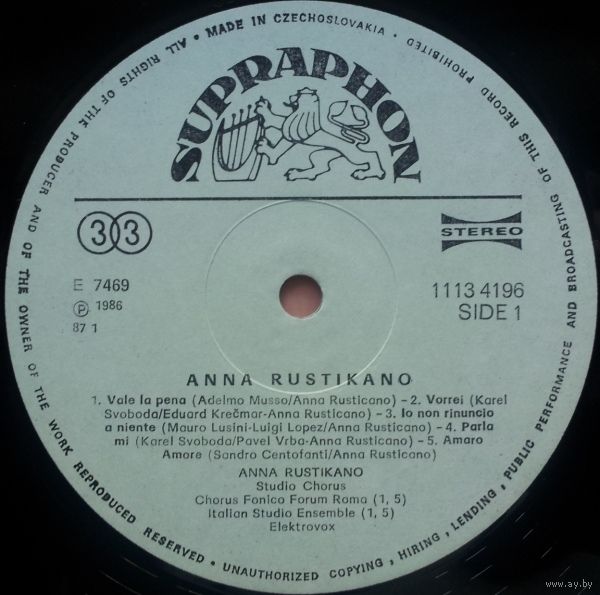 • MADE IN CZECHOSLOVAKIA •
ALL RIGHTS OF THE PRODUCER AND OF THE OWNER OF THE WORK REPRODUCED RESERVED • UNAUTHORIZED COPYING, HIRING, LENDING, PUBLIC PERFORMANCE AND BROADCASTING OF THIS RECORD PROHIBITED
SUPRAPHON
33
STEREO
E 7469
Ⓟ 1986
87 1
1113 4196
SIDE 1
ANNA RUSTIKANO
1. Vale la pena (Adelmo Musso/Anna Rusticano) – 2. Vorrei (Karel
Svoboda/Eduard Krečmar-Anna Rusticano) – 3. Io non rinuncio
a niente (Mauro Lusini-Luigi Lopez/Anna Rusticano) – 4. Parla
mi (Karel Svoboda/Pavel Vrba-Anna Rusticano) – 5. Amaro
Amore (Sandro Centofanti/Anna Rusticano)
ANNA RUSTIKANO
Studio Chorus
Chorus Fonica Forum Roma (1, 5)
Italian Studio Ensemble (1, 5)
Elektrovox
www.ay.by